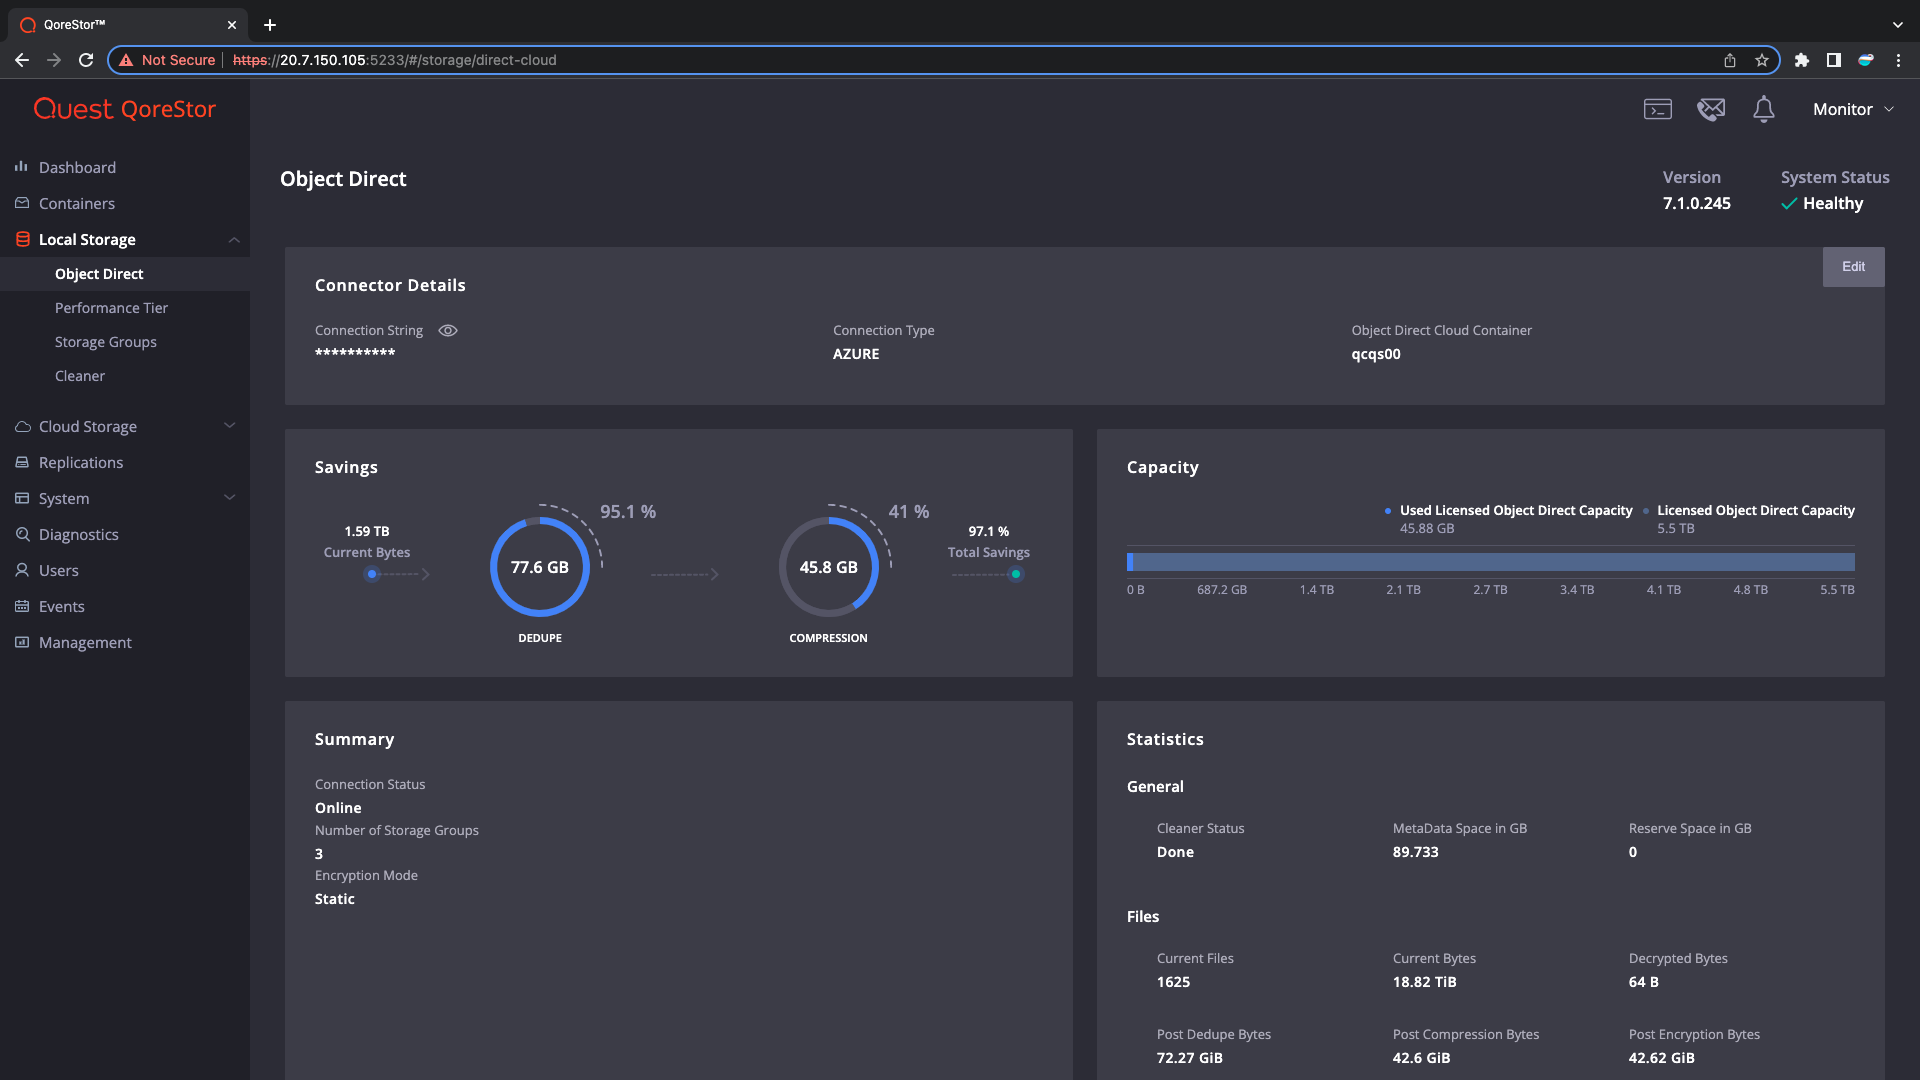 QoreStor™
Not Secure https://20.7.150.105:5233/#/storage/direct-cloud
Quest QoreStor
Monitor
Dashboard
Containers
Local Storage
Object Direct
Performance Tier
Storage Groups
Cleaner
Cloud Storage
Replications
System
Diagnostics
Users
Events
Management
Object Direct
Version
7.1.0.245
System Status
Healthy
Edit
Connector Details
Connection String
**********
Connection Type
AZURE
Object Direct Cloud Container
qcqs00
Savings
1.59 TB
Current Bytes
95.1 %
77.6 GB
DEDUPE
41 %
45.8 GB
COMPRESSION
97.1 %
Total Savings
Capacity
Used Licensed Object Direct Capacity
45.88 GB
Licensed Object Direct Capacity
5.5 TB
0 B 687.2 GB 1.4 TB 2.1 TB 2.7 TB 3.4 TB 4.1 TB 4.8 TB 5.5 TB
Summary
Connection Status
Online
Number of Storage Groups
3
Encryption Mode
Static
Statistics
General
Cleaner Status
Done
MetaData Space in GB
89.733
Reserve Space in GB
0
Files
Current Files
1625
Current Bytes
18.82 TiB
Decrypted Bytes
64 B
Post Dedupe Bytes
72.27 GiB
Post Compression Bytes
42.6 GiB
Post Encryption Bytes
42.62 GiB